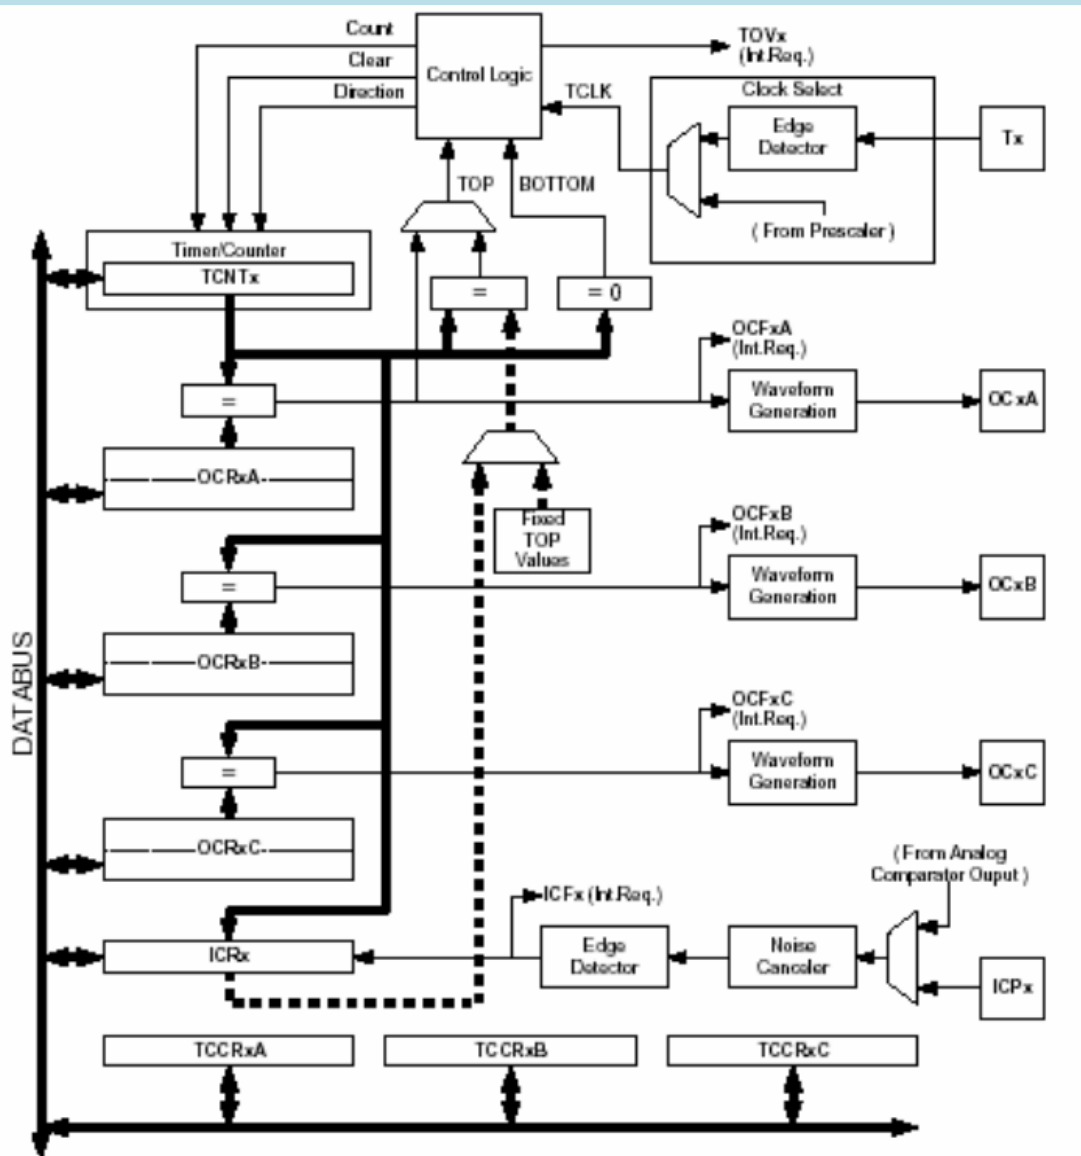 Count
Clear
Direction
Control Logic
TOVx
(Int.Req.)
TCLK
Clock Select
Edge
Detector
Tx
( From Prescaler )
TOP
BOTTOM
Timer/Counter
TCNTx
=
= 0
=
OCFxA
(Int.Req.)
Waveform
Generation
OCxA
OCRxA
Fixed
TOP
Values
OCFxB
(Int.Req.)
=
Waveform
Generation
OCxB
OCRxB
DATABUS
OCFxC
(Int.Req.)
=
Waveform
Generation
OCxC
OCRxC
( From Analog
Comparator Ouput )
ICFx (Int.Req.)
ICRx
Edge
Detector
Noise
Canceler
ICPx
TCCRxA
TCCRxB
TCCRxC